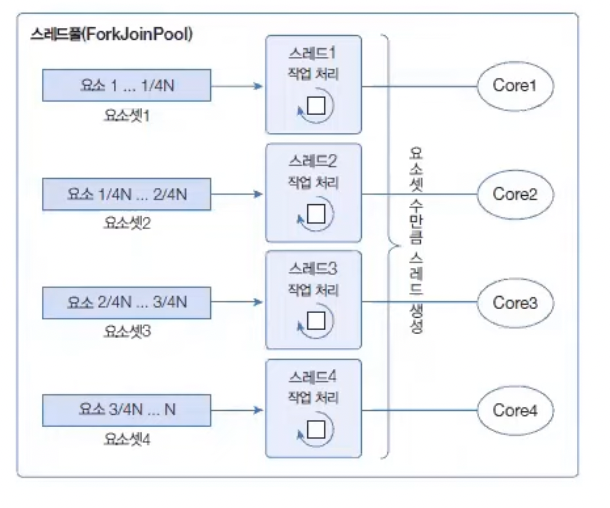 스레드풀(ForkJoinPool)
요소 1 ... 1/4N
요소셋1
스레드1
작업 처리
Core1
요소 1/4N ... 2/4N
요소셋2
스레드2
작업 처리
Core2
요소 2/4N ... 3/4N
요소셋3
스레드3
작업 처리
Core3
요소 3/4N ... N
요소셋4
스레드4
작업 처리
Core4
요소셋 수만큼 스레드 생성